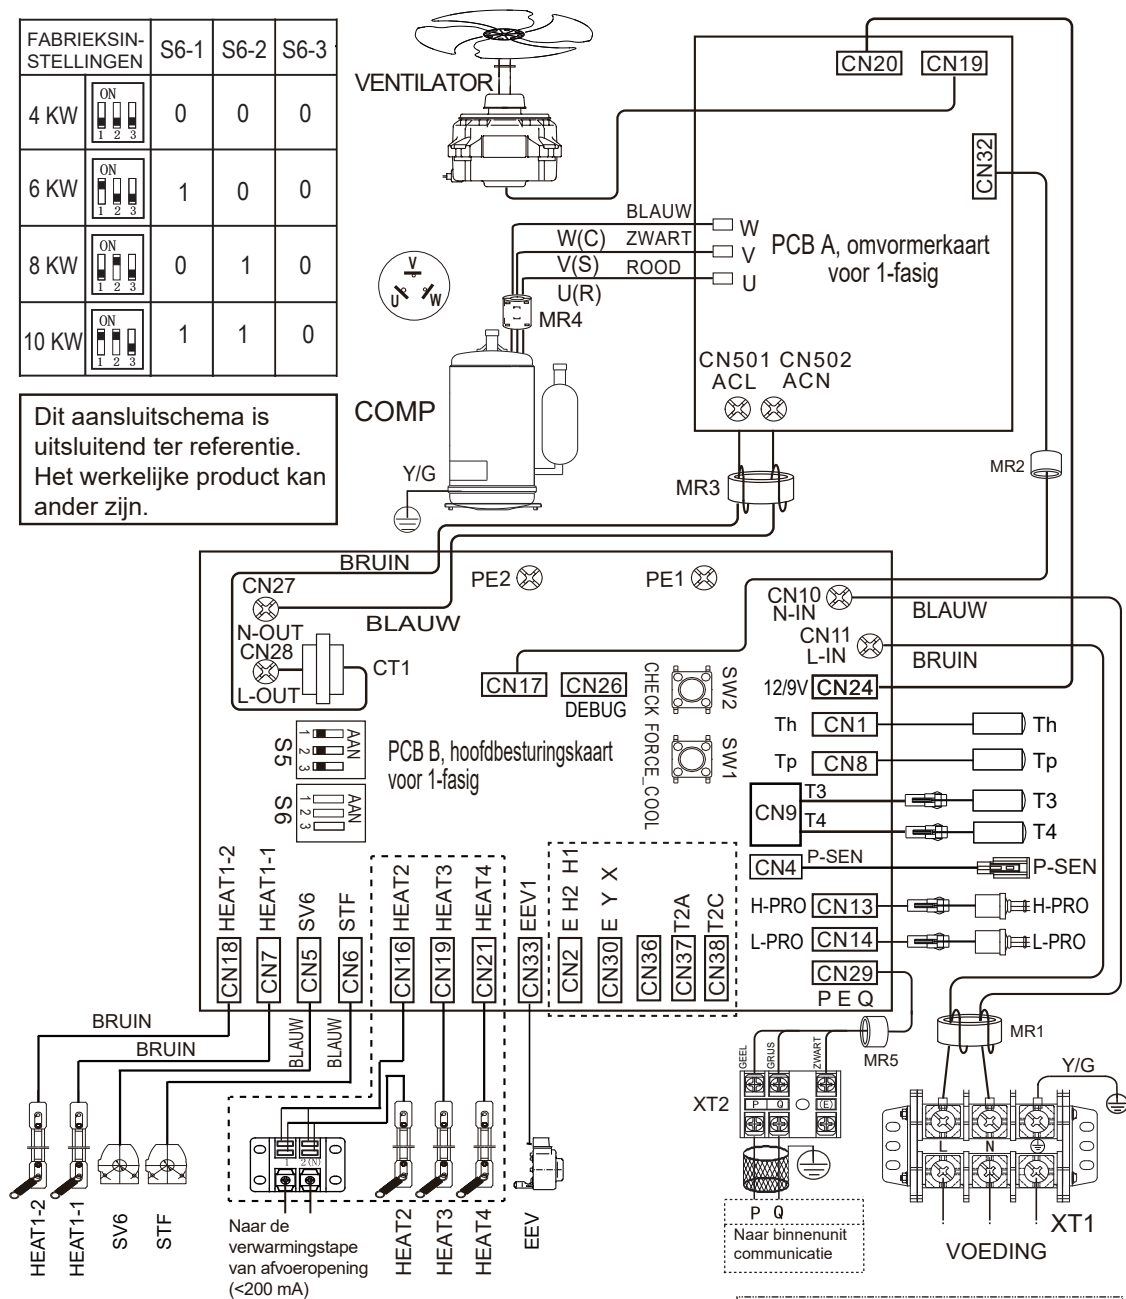 FABRIEKSIN-
STELLINGEN S6-1 S6-2 S6-3
4 KW ON 1 2 3 0 0 0
6 KW ON 1 2 3 1 0 0
8 KW ON 1 2 3 0 1 0
10 KW ON 1 2 3 1 1 0
Dit aansluitschema is
uitsluitend ter referentie.
Het werkelijke product kan
ander zijn.
VENTILATOR
CN20 CN19
CN32
BLAUW W
W(C) ZWART V
V(S) ROOD U
U(R)
PCB A, omvormerkaart
voor 1-fasig
V
U W
MR4
COMP
Y/G
CN501 CN502
ACL ACN
MR3
MR2
BRUIN
BLAUW
CN27
N-OUT
CN28
L-OUT
CT1
PE2
PE1
CN10
N-IN
BLAUW
CN11
L-IN
BRUIN
CN17 CN26
DEBUG
CHECK FORCE_COOL
SW2
SW1
S5
AAN
1 2 3
S6
AAN
1 2 3
PCB B, hoofdbesturingskaart
voor 1-fasig
12/9V CN24
Th CN1 Th
Tp CN8 Tp
CN9 T3 T3
T4 T4
CN4 P-SEN P-SEN
H-PRO CN13 H-PRO
L-PRO CN14 L-PRO
CN29
P E Q
HEAT1-2 CN18
HEAT1-1 CN7
SV6 CN5
STF CN6
HEAT2 CN16
HEAT3 CN19
HEAT4 CN21
EEV1 CN33
E H2 H1 CN2
E Y X CN30
CN36
T2A CN37
T2C CN38
BRUIN
BRUIN
BLAUW
BLAUW
HEAT1-2
HEAT1-1
SV6
STF
1 2(N)
Naar de
verwarmingstape
van afvoeropening
(<200 mA)
HEAT2
HEAT3
HEAT4
EEV
GEEL
GRIJS
ZWART
MR5
XT2
P Q (E)
P Q
Naar binnenunit
communicatie
MR1
Y/G
L N
XT1
VOEDING